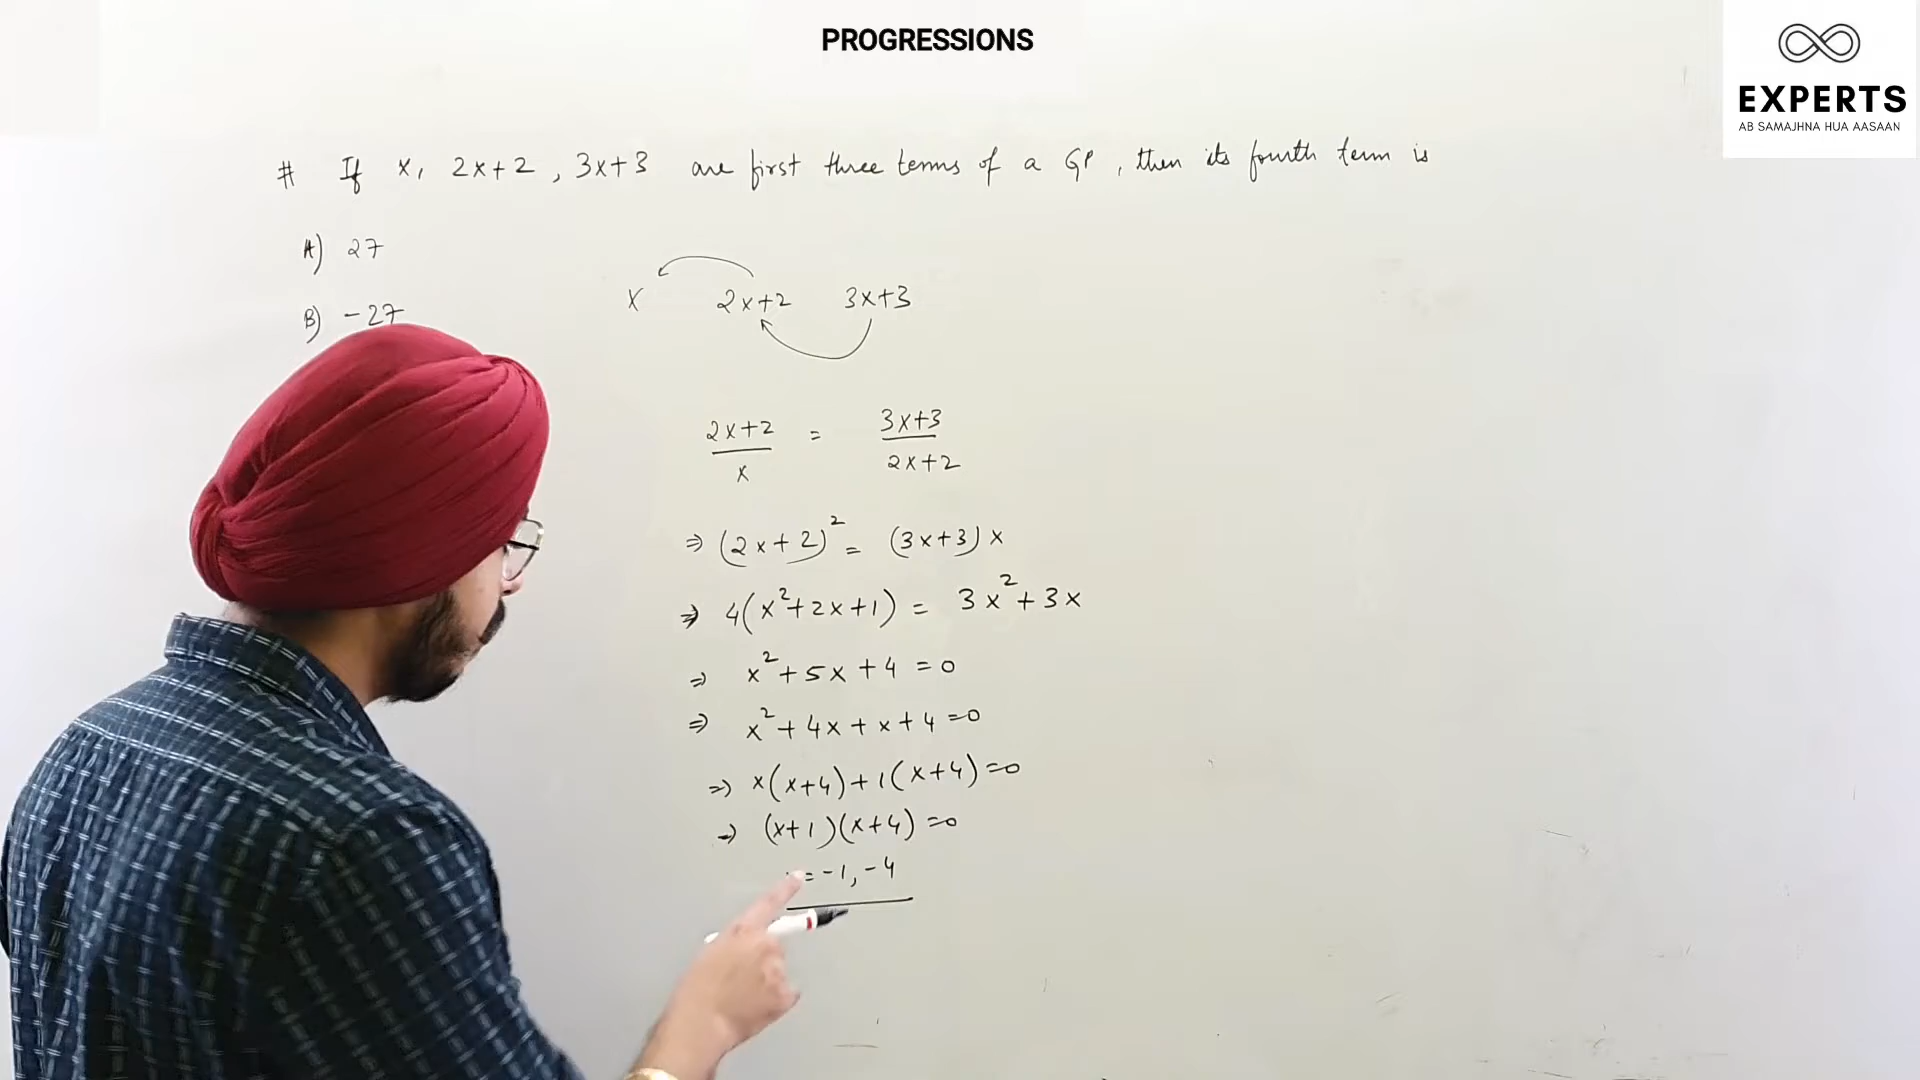 PROGRESSIONS
EXPERTS
AB SAMAJHNA HUA AASAAN
# If x, 2x+2, 3x+3 are first three terms of a GP, then its fourth term is
A) 27
B) -27
x 2x+2 3x+3
(2x+2)/x = (3x+3)/(2x+2)
⇒ (2x+2)² = (3x+3)x
⇒ 4(x²+2x+1) = 3x²+3x
⇒ x²+5x+4=0
⇒ x²+4x+x+4=0
⇒ x(x+4)+1(x+4)=0
⇒ (x+1)(x+4)=0
= -1, -4